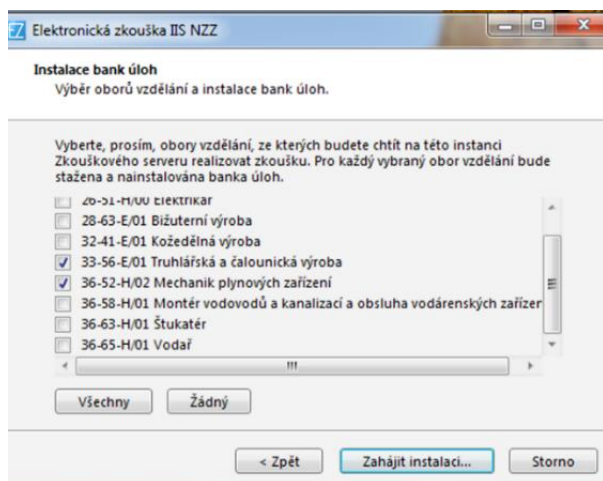 Elektronická zkouška IIS NZZ
Instalace bank úloh
Výběr oborů vzdělání a instalace bank úloh.
Vyberte, prosím, obory vzdělání, ze kterých budete chtít na této instanci
Zkouškového serveru realizovat zkoušku. Pro každý vybraný obor vzdělání bude
stažena a nainstalována banka úloh.
26-51-H/00 Elektrikář
28-63-E/01 Bižuterní výroba
32-41-E/01 Kožedělná výroba
33-56-E/01 Truhlářská a čalounická výroba
36-52-H/02 Mechanik plynových zařízení
36-58-H/01 Montér vodovodů a kanalizací a obsluha vodárenských zařízer
36-63-H/01 Štukatér
36-65-H/01 Vodař
Všechny Žádný
< Zpět Zahájit instalaci... Storno